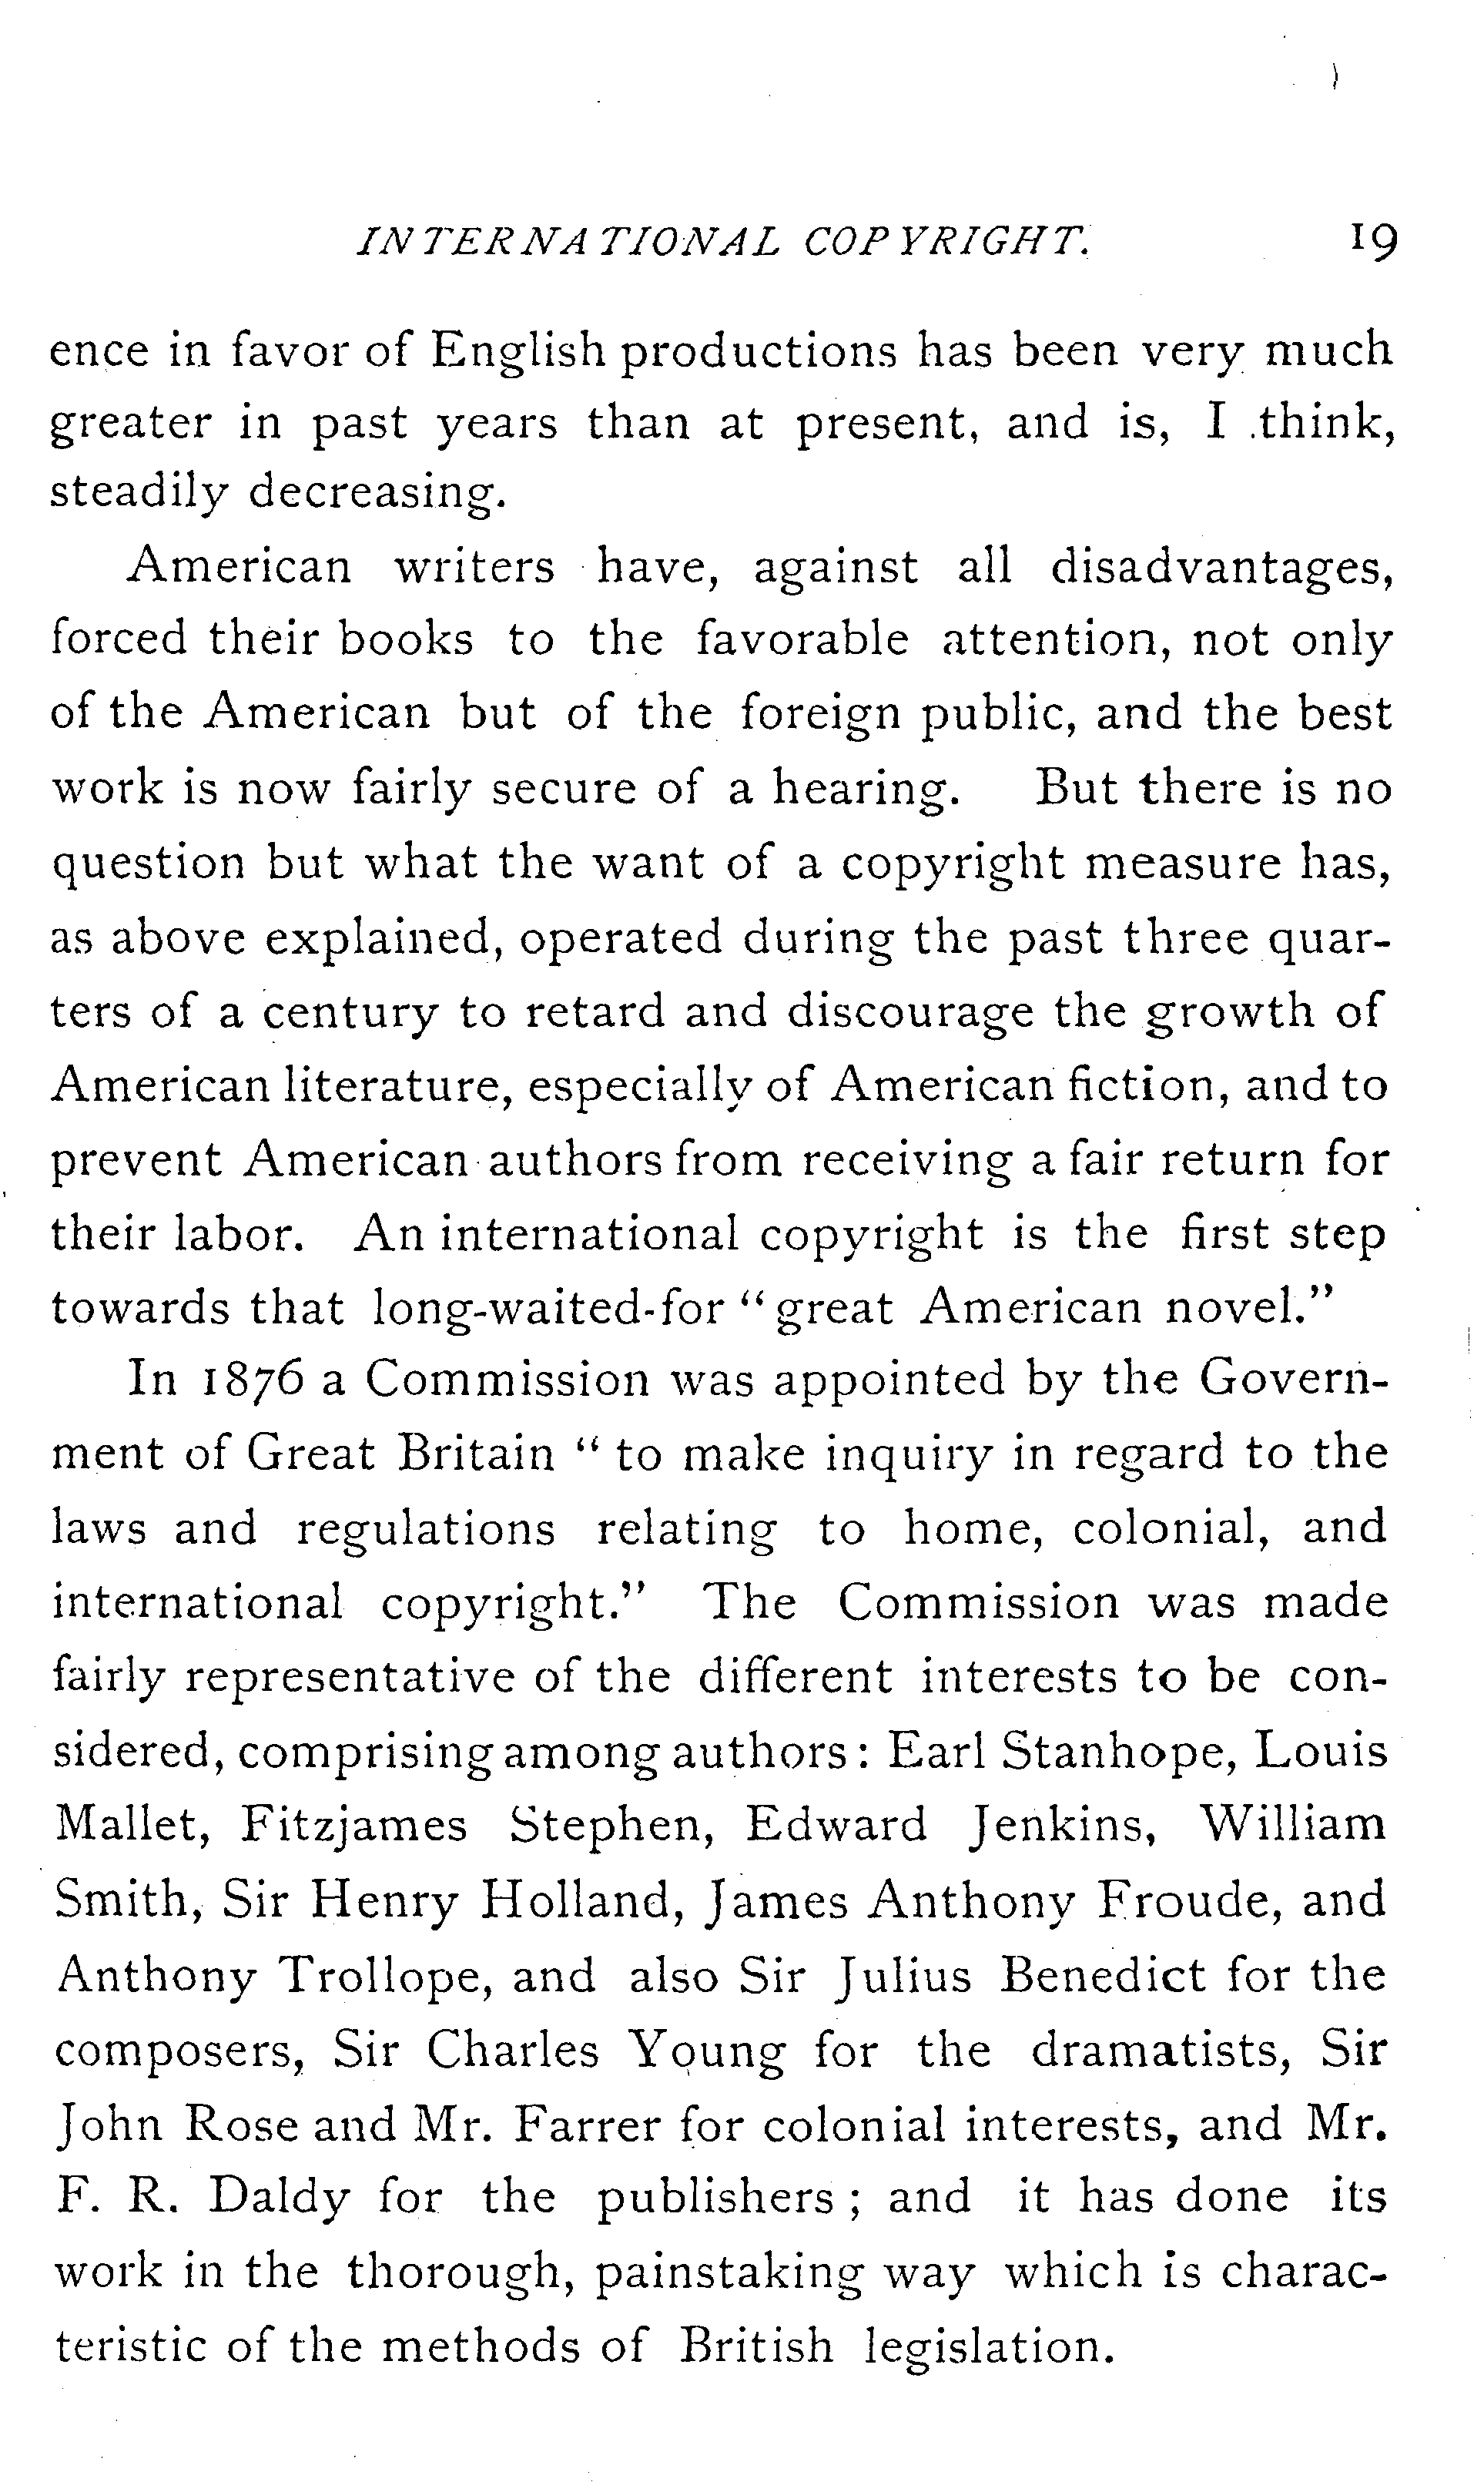 INTERNATIONAL COPYRIGHT. 19
ence in favor of English productions has been very much
greater in past years than at present, and is, I think,
steadily decreasing.
American writers have, against all disadvantages,
forced their books to the favorable attention, not only
of the American but of the foreign public, and the best
work is now fairly secure of a hearing. But there is no
question but what the want of a copyright measure has,
as above explained, operated during the past three quar-
ters of a century to retard and discourage the growth of
American literature, especially of American fiction, and to
prevent American authors from receiving a fair return for
their labor. An international copyright is the first step
towards that long-waited-for "great American novel."
In 1876 a Commission was appointed by the Govern-
ment of Great Britain " to make inquiry in regard to the
laws and regulations relating to home, colonial, and
international copyright." The Commission was made
fairly representative of the different interests to be con-
sidered, comprising among authors: Earl Stanhope, Louis
Mallet, Fitzjames Stephen, Edward Jenkins, William
Smith, Sir Henry Holland, James Anthony Froude, and
Anthony Trollope, and also Sir Julius Benedict for the
composers, Sir Charles Young for the dramatists, Sir
John Rose and Mr. Farrer for colonial interests, and Mr.
F. R. Daldy for the publishers; and it has done its
work in the thorough, painstaking way which is charac-
teristic of the methods of British legislation.